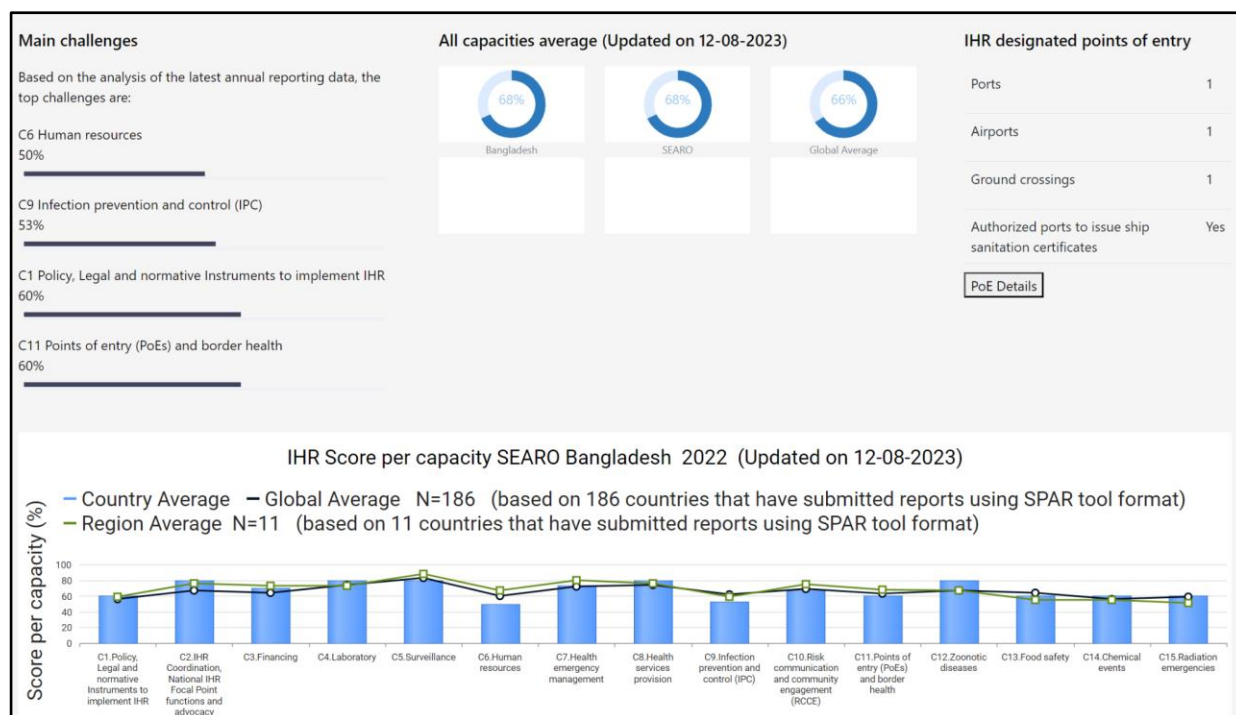 Main challenges
Based on the analysis of the latest annual reporting data, the
top challenges are:
C6 Human resources
50%
C9 Infection prevention and control (IPC)
53%
C1 Policy, Legal and normative Instruments to implement IHR
60%
C11 Points of entry (PoEs) and border health
60%
All capacities average (Updated on 12-08-2023)
68%
Bangladesh
68%
SEARO
66%
Global Average
IHR designated points of entry
Ports 1
Airports 1
Ground crossings 1
Authorized ports to issue ship Yes
sanitation certificates
PoE Details
IHR Score per capacity SEARO Bangladesh 2022 (Updated on 12-08-2023)
Country Average Global Average N=186 (based on 186 countries that have submitted reports using SPAR tool format)
Region Average N=11 (based on 11 countries that have submitted reports using SPAR tool format)
Score per capacity (%)
100
80
60
40
20
0
C1.Policy,
Legal and
normative
Instruments to
implement IHR
C2.IHR
Coordination,
National IHR
Focal Point
functions and
advocacy
C3.Financing
C4.Laboratory
C5.Surveillance
C6.Human
resources
C7.Health
emergency
management
C8.Health
services
provision
C9.Infection
prevention and
control (IPC)
C10.Risk
communication
and community
engagement
(RCCE)
C11.Points of
entry (PoEs) and
border health
C12.Zoonotic
diseases
C13.Food safety
C14.Chemical
events
C15.Radiation
emergencies